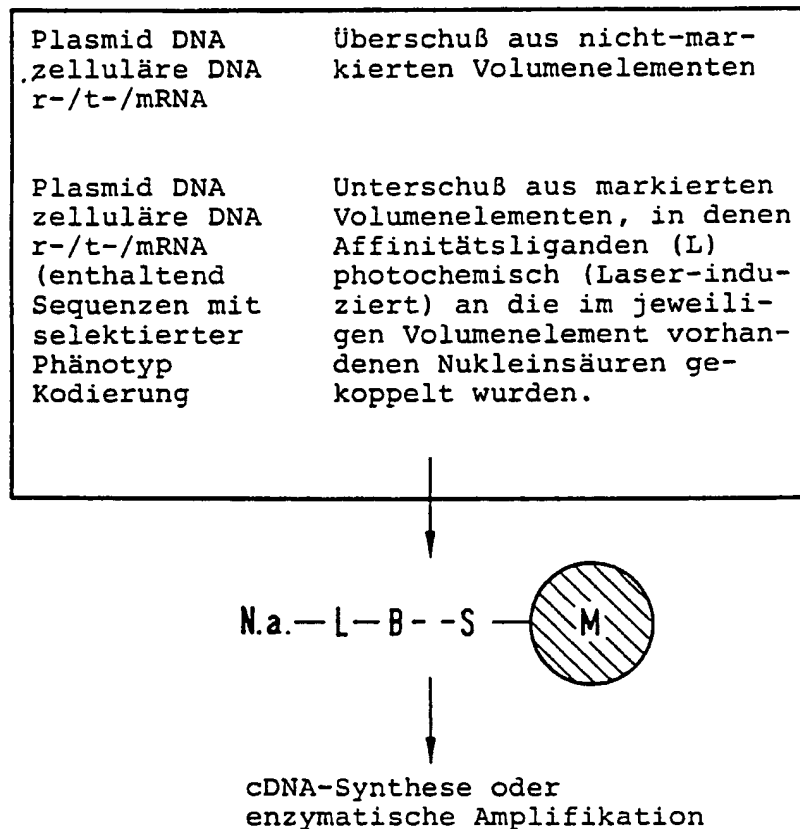 Plasmid DNA Überschuß aus nicht-mar-
zelluläre DNA kierten Volumenelementen
r-/t-/mRNA
Plasmid DNA Unterschuß aus markierten
zelluläre DNA Volumenelementen, in denen
r-/t-/mRNA Affinitätsliganden (L)
(enthaltend photochemisch (Laser-indu-
Sequenzen mit ziert) an die im jeweili-
selektierter gen Volumenelement vorhan-
Phänotyp denen Nukleinsäuren ge-
Kodierung koppelt wurden.
N.a.—L—B--S—M
cDNA-Synthese oder
enzymatische Amplifikation